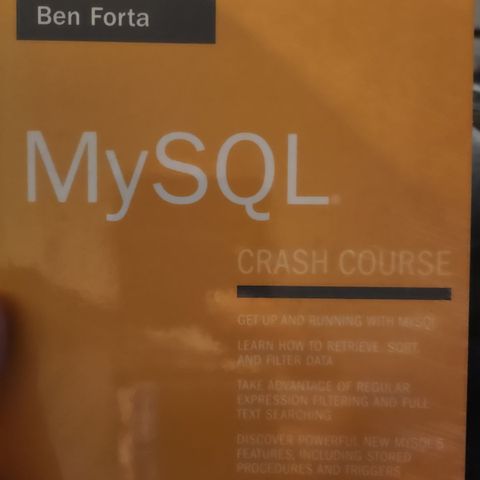 Ben Forta
MySQL
CRASH COURSE
GET UP AND RUNNING WITH MYSQL
LEARN HOW TO RETRIEVE, SORT,
AND FILTER DATA
TAKE ADVANTAGE OF REGULAR
EXPRESSION FILTERING AND FULL-
TEXT SEARCHING
DISCOVER POWERFUL NEW MYSQL 5
FEATURES, INCLUDING STORED
PROCEDURES AND TRIGGERS